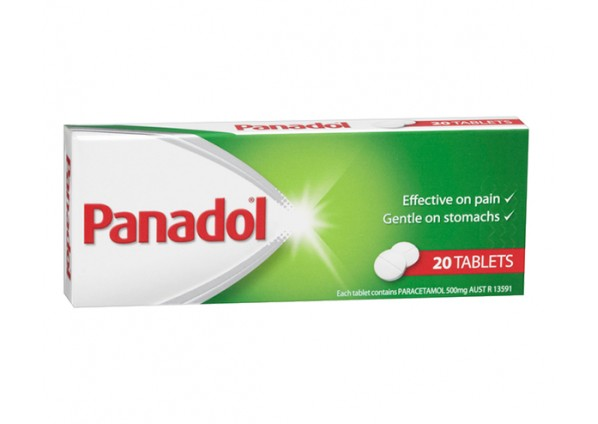 Panadol
20 TABLETS
Panadol
Panadol®
Effective on pain ✓
Gentle on stomachs ✓
20 TABLETS
Each tablet contains PARACETAMOL 500mg AUST R 13591